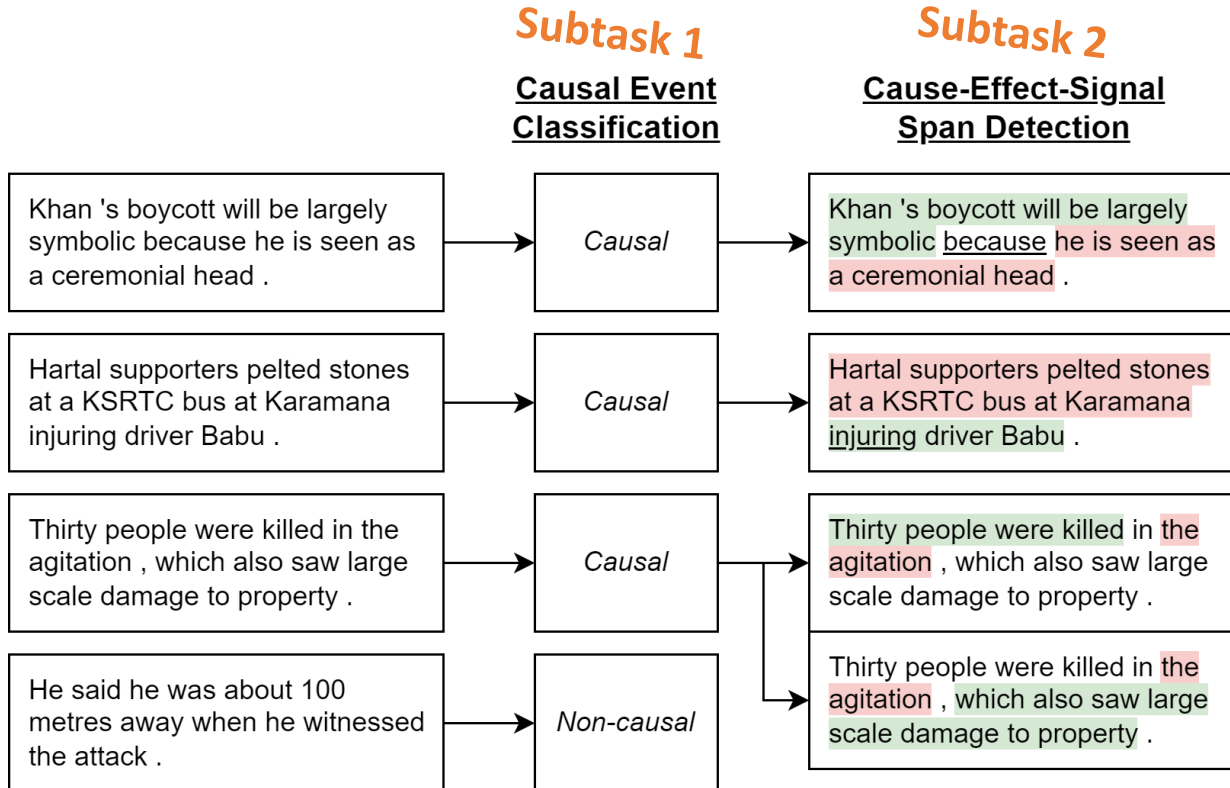 Subtask 1
Subtask 2
Causal Event
Classification
Cause-Effect-Signal
Span Detection
Khan 's boycott will be largely
symbolic because he is seen as
a ceremonial head .
Causal
Khan 's boycott will be largely
symbolic because he is seen as
a ceremonial head .
Hartal supporters pelted stones
at a KSRTC bus at Karamana
injuring driver Babu .
Causal
Hartal supporters pelted stones
at a KSRTC bus at Karamana
injuring driver Babu .
Thirty people were killed in the
agitation , which also saw large
scale damage to property .
Causal
Thirty people were killed in the
agitation , which also saw large
scale damage to property .
He said he was about 100
metres away when he witnessed
the attack .
Non-causal
Thirty people were killed in the
agitation , which also saw large
scale damage to property .